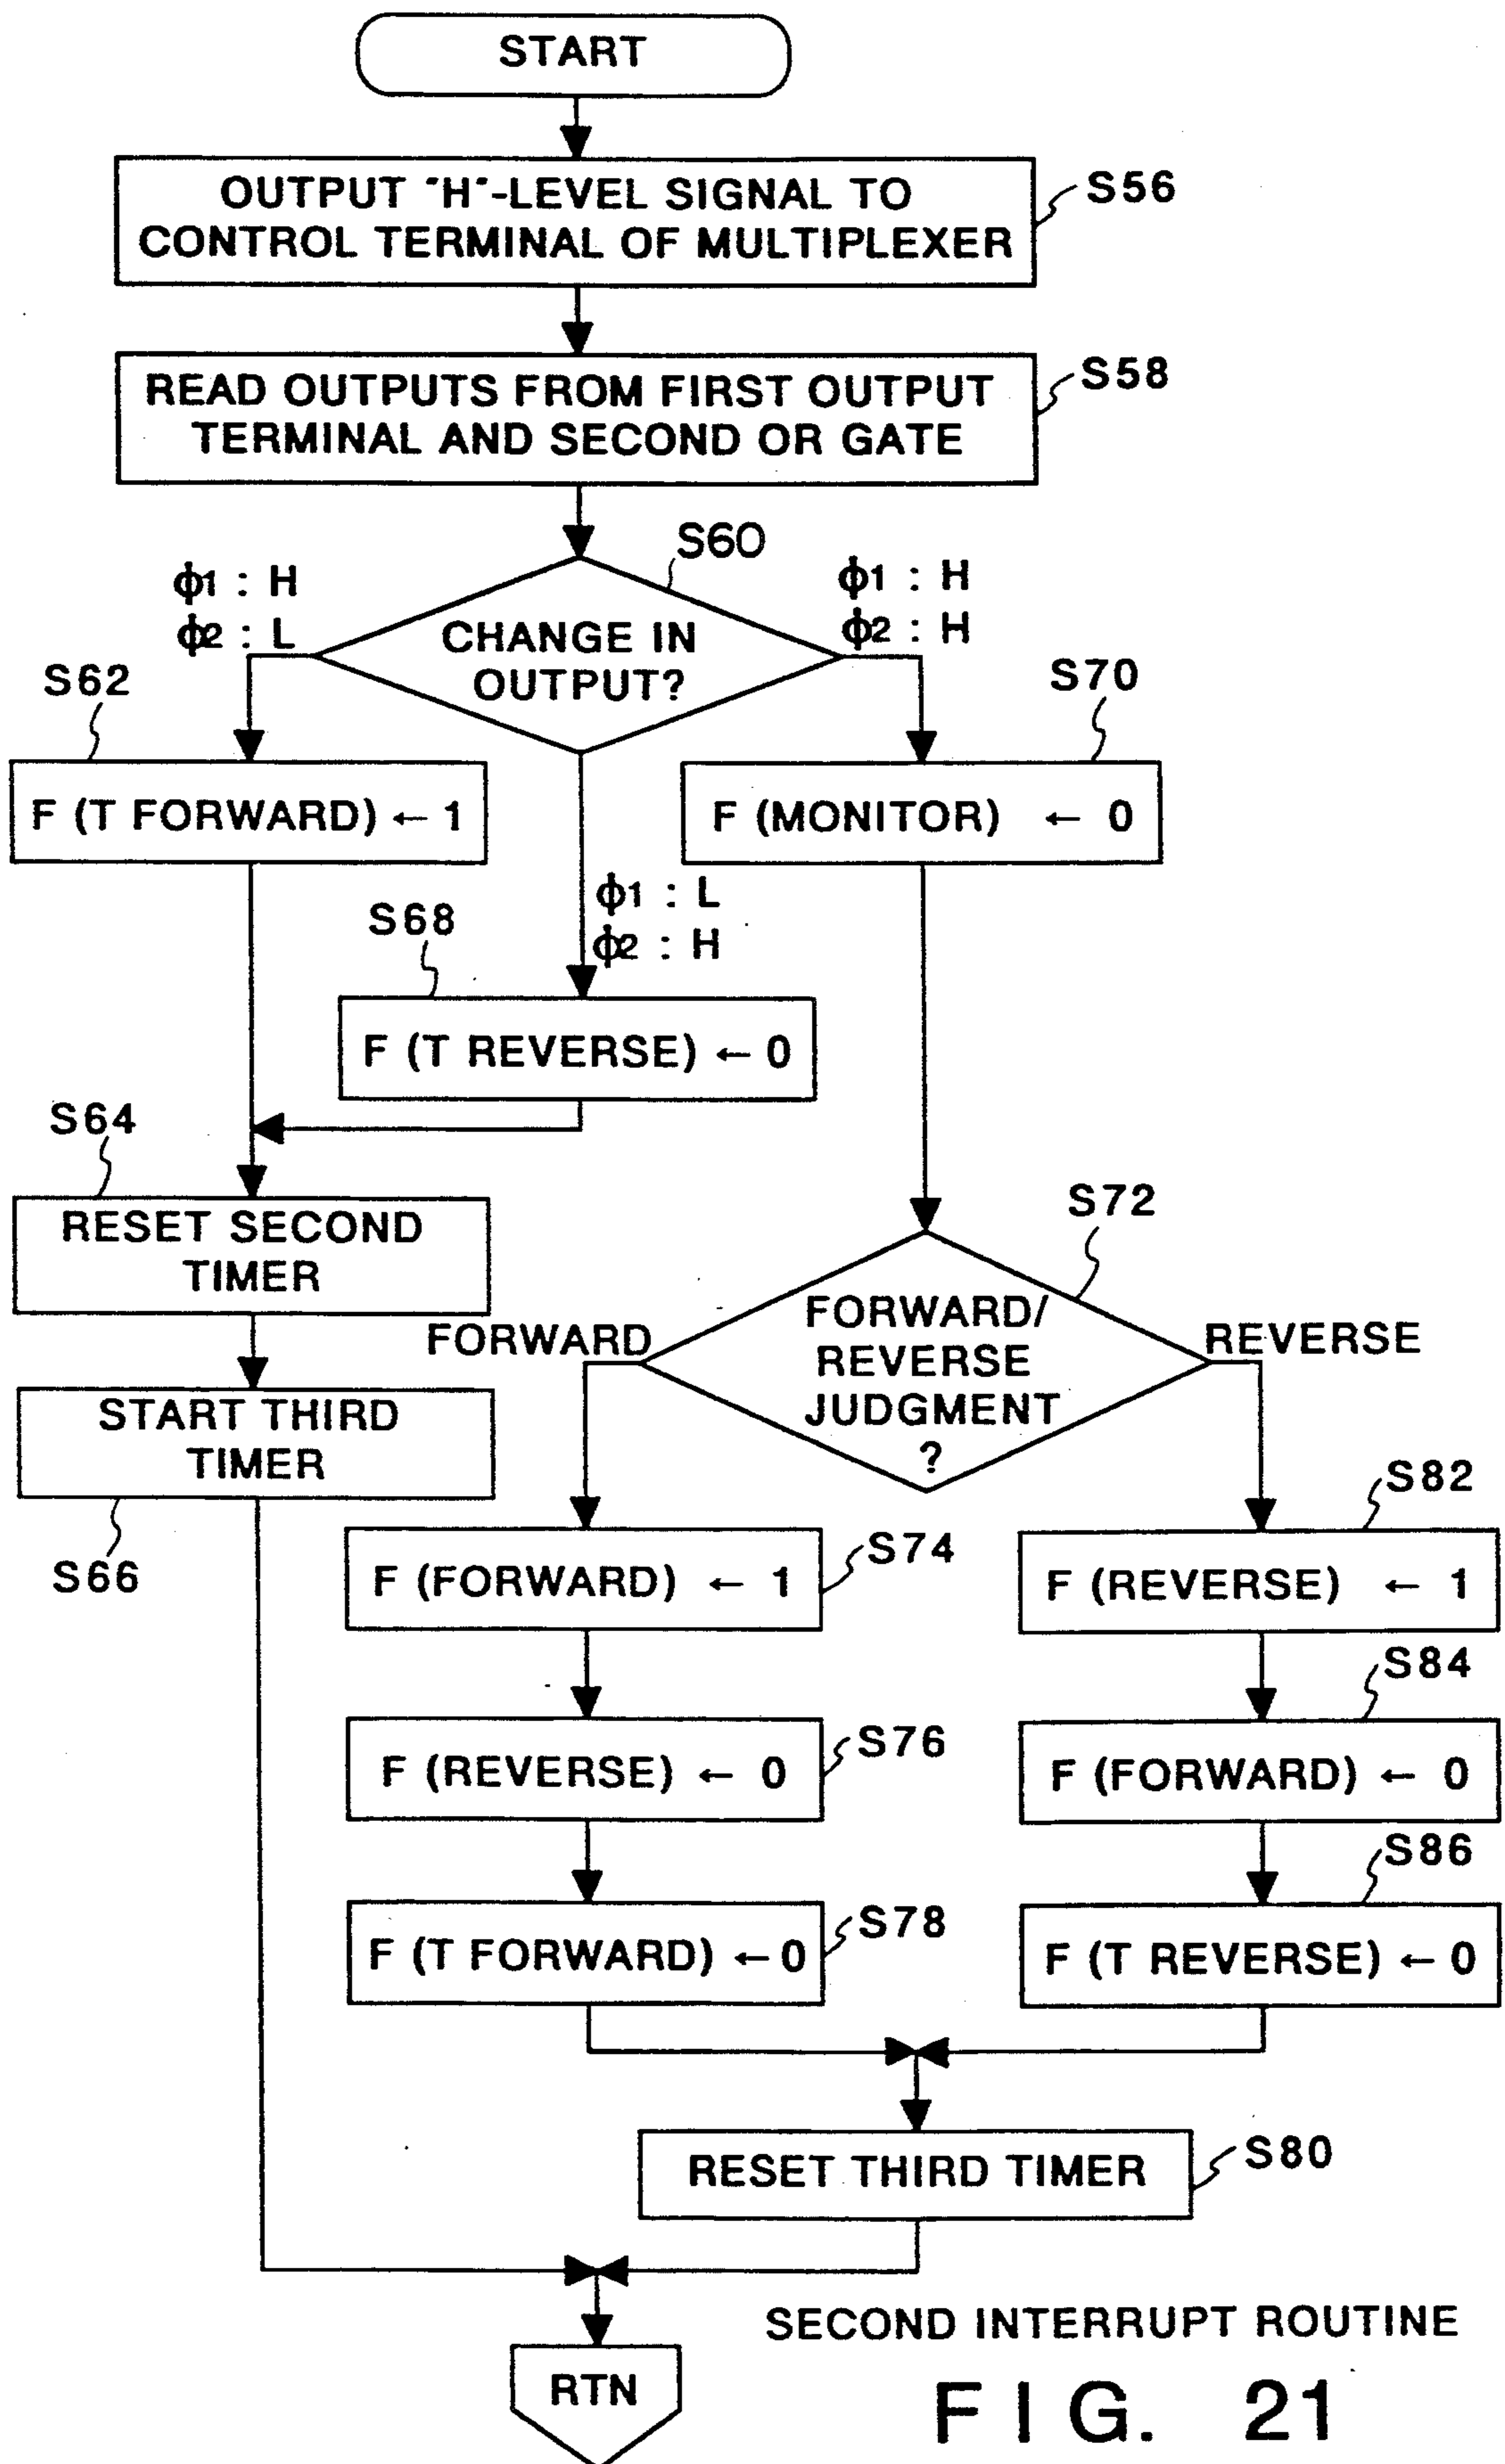 START
OUTPUT "H"-LEVEL SIGNAL TO
CONTROL TERMINAL OF MULTIPLEXER
S56
READ OUTPUTS FROM FIRST OUTPUT
TERMINAL AND SECOND OR GATE
S58
S60
CHANGE IN
OUTPUT?
ϕ1 : H
ϕ2 : L
ϕ1 : H
ϕ2 : H
S62
F (T FORWARD) ← 1
S70
F (MONITOR) ← 0
ϕ1 : L
ϕ2 : H
S68
F (T REVERSE) ← 0
S64
RESET SECOND
TIMER
START THIRD
TIMER
S66
S72
FORWARD/
REVERSE
JUDGMENT
?
FORWARD
REVERSE
F (FORWARD) ← 1
S74
S82
F (REVERSE) ← 1
F (REVERSE) ← 0
S76
S84
F (FORWARD) ← 0
F (T FORWARD) ← 0
S78
S86
F (T REVERSE) ← 0
RESET THIRD TIMER
S80
RTN
SECOND INTERRUPT ROUTINE
FIG. 21